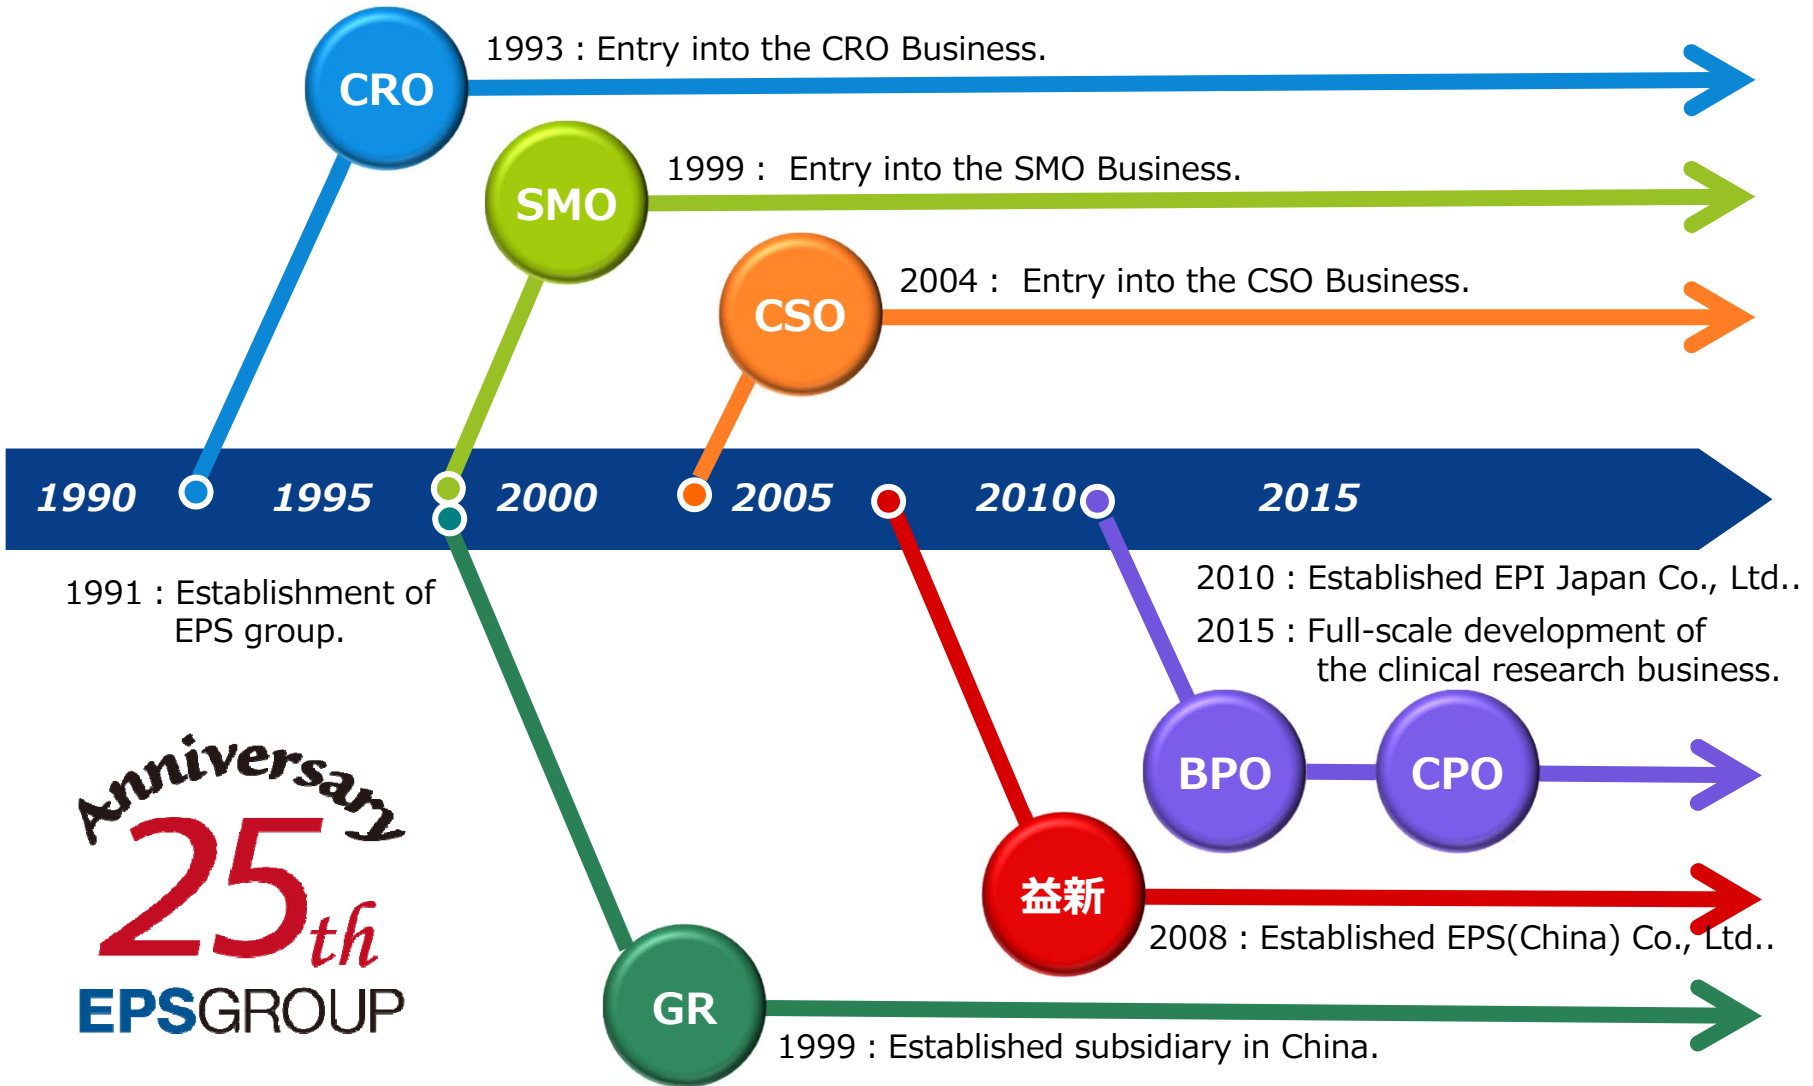 CRO
1993 : Entry into the CRO Business.
SMO
1999 :  Entry into the SMO Business.
CSO
2004 :  Entry into the CSO Business.
1990 1995 2000 2005 2010 2015
1991 : Establishment of
EPS group.
2010 : Established EPI Japan Co., Ltd..
2015 : Full-scale development of
the clinical research business.
BPO CPO
益新
2008 : Established EPS(China) Co., Ltd..
GR
1999 : Established subsidiary in China.
Anniversary
25th
EPSGROUP